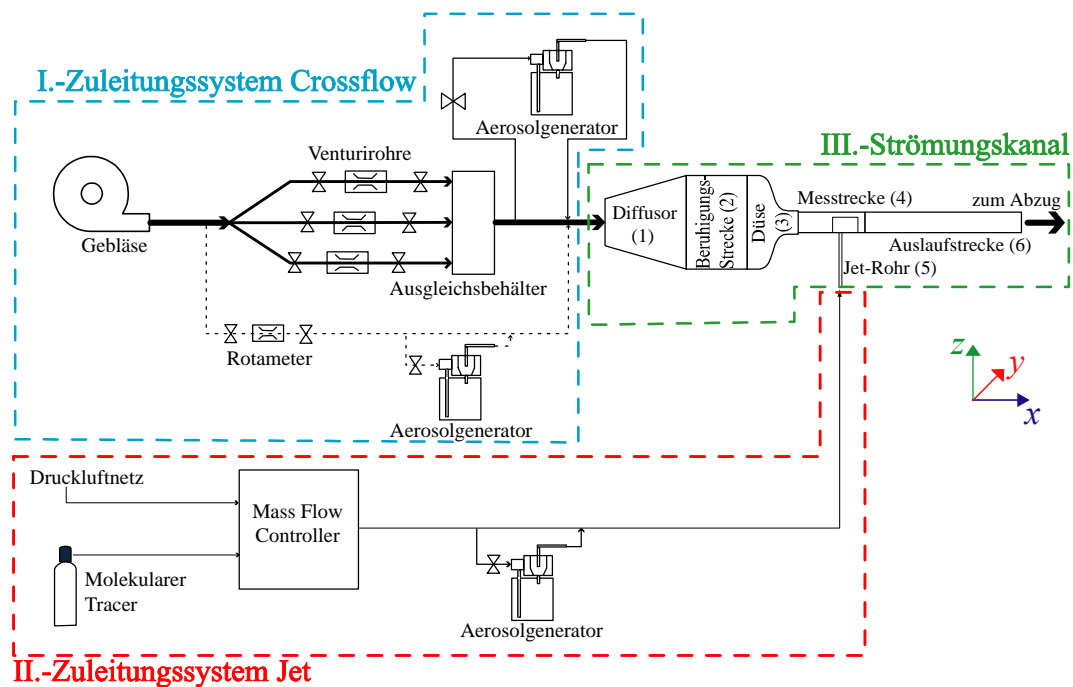 I.-Zuleitungssystem Crossflow
Aerosolgenerator
III.-Strömungskanal
Venturirohre
Gebläse
Ausgleichsbehälter
Diffusor
(1)
Beruhigungs-
Strecke (2)
Düse
(3)
Messtrecke (4)
zum Abzug
Auslaufstrecke (6)
Jet-Rohr (5)
Rotameter
Aerosolgenerator
z
y
x
Druckluftnetz
Mass Flow
Controller
Molekularer
Tracer
Aerosolgenerator
II.-Zuleitungssystem Jet